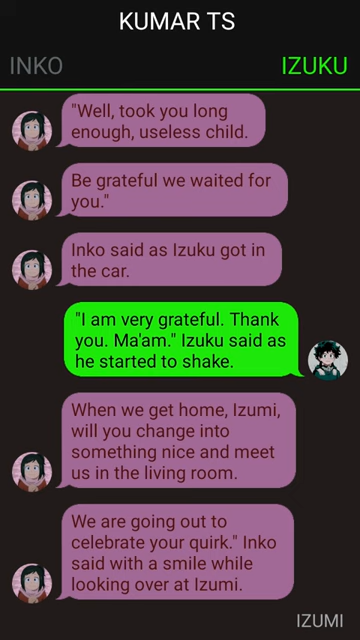 KUMAR TS
INKO
IZUKU
"Well, took you long
enough, useless child.
Be grateful we waited for
you."
Inko said as Izuku got in
the car.
"I am very grateful. Thank
you. Ma'am." Izuku said as
he started to shake.
When we get home, Izumi,
will you change into
something nice and meet
us in the living room.
We are going out to
celebrate your quirk." Inko
said with a smile while
looking over at Izumi.
IZUMI